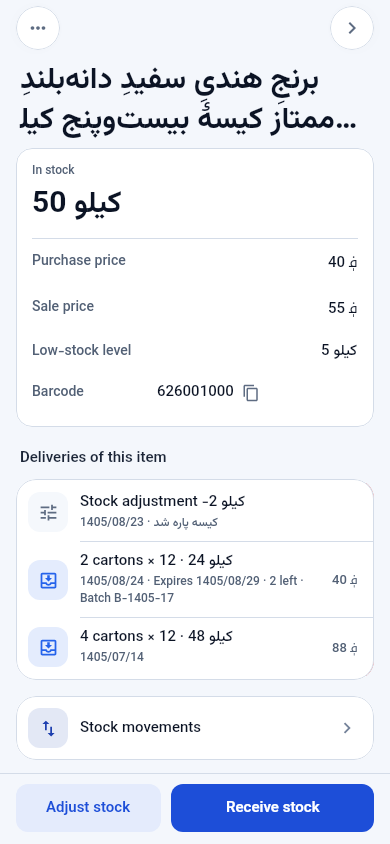 برنجِ هندیِ سفیدِ دانه‌بلندِ
ممتاز کیسهٔ بیست‌وپنج کیل…
In stock
50 کیلو
Purchase price
40 ؋
Sale price
55 ؋
Low-stock level
5 کیلو
Barcode
626001000
Deliveries of this item
Stock adjustment -2 کیلو
1405/08/23 · کیسه پاره شد
2 cartons × 12 · 24 کیلو
1405/08/24 · Expires 1405/08/29 · 2 left ·
Batch B-1405-17
40 ؋
4 cartons × 12 · 48 کیلو
1405/07/14
88 ؋
Stock movements
Adjust stock
Receive stock